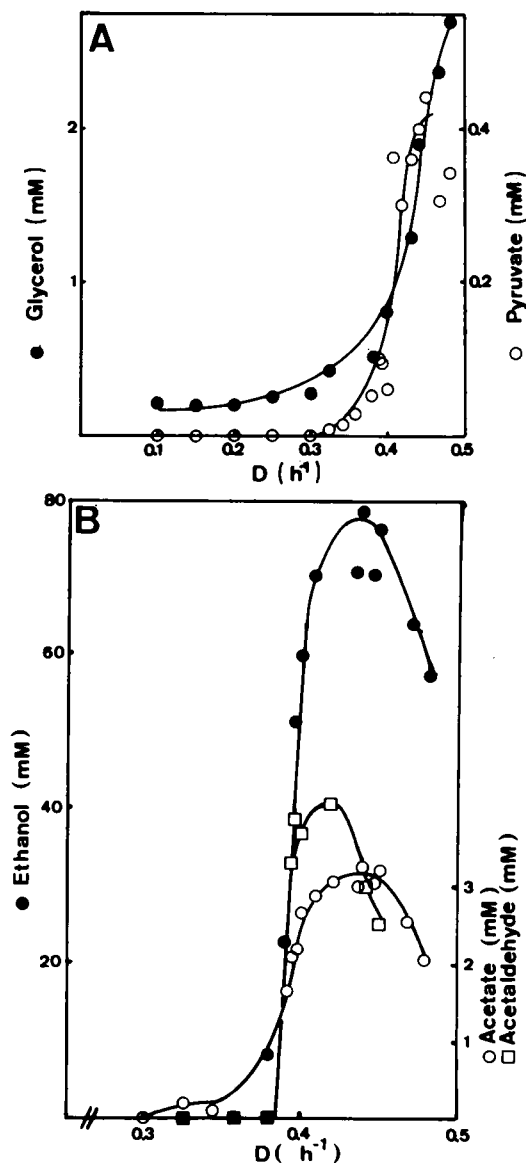 A
2
1
● Glycerol (mM)
0.4
0.2
○ Pyruvate (mM)
0.1
0.2
0.3
0.4
0.5
D (h⁻¹)
B
80
60
40
20
● Ethanol (mM)
3
2
1
○ Acetate (mM)
□ Acetaldehyde (mM)
0.3
0.4
0.5
D( h⁻¹)